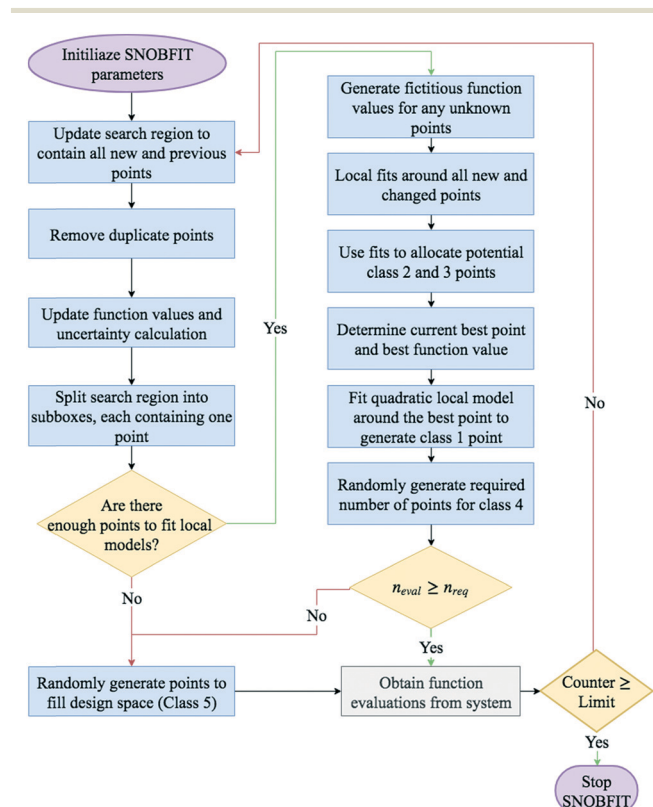 Initiliaze SNOBFIT
parameters
Update search region to
contain all new and previous
points
Remove duplicate points
Update function values and
uncertainty calculation
Split search region into
subboxes, each containing one
point
Are there
enough points to fit local
models?
Yes
No
Generate fictitious function
values for any unknown
points
Local fits around all new and
changed points
Use fits to allocate potential
class 2 and 3 points
Determine current best point
and best function value
Fit quadratic local model
around the best point to
generate class 1 point
Randomly generate required
number of points for class 4
n_eval ≥ n_req
No
Yes
Randomly generate points to
fill design space (Class 5)
Obtain function
evaluations from system
Counter ≥
Limit
No
Yes
Stop
SNOBFIT